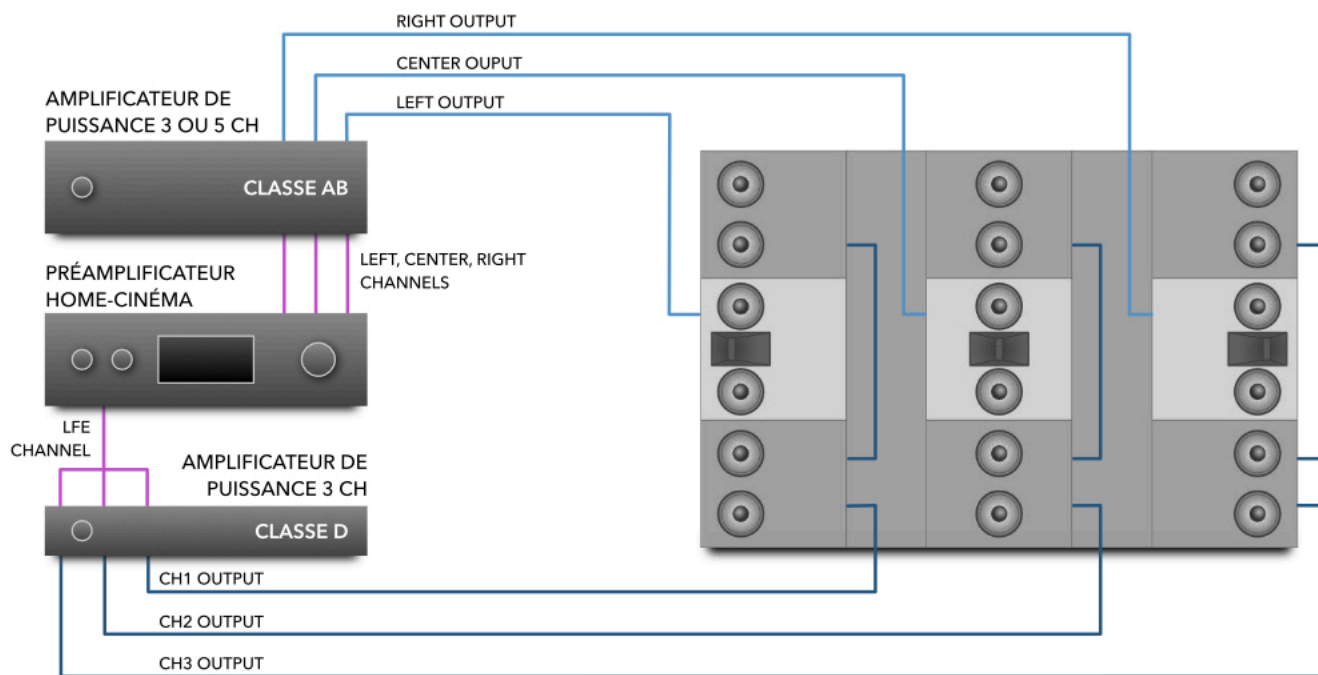 RIGHT OUTPUT
CENTER OUPUT
LEFT OUTPUT
AMPLIFICATEUR DE
PUISSANCE 3 OU 5 CH
CLASSE AB
LEFT, CENTER, RIGHT
CHANNELS
PRÉAMPLIFICATEUR
HOME-CINÉMA
LFE
CHANNEL
AMPLIFICATEUR DE
PUISSANCE 3 CH
CLASSE D
CH1 OUTPUT
CH2 OUTPUT
CH3 OUTPUT